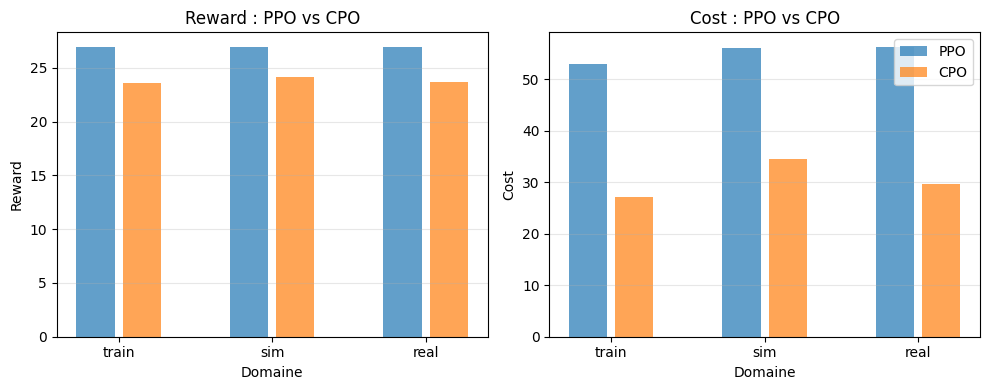 Reward : PPO vs CPO
Reward
25
20
15
10
5
0
train sim real
Domaine
Cost : PPO vs CPO
Cost
50
40
30
20
10
0
train sim real
Domaine
PPO
CPO